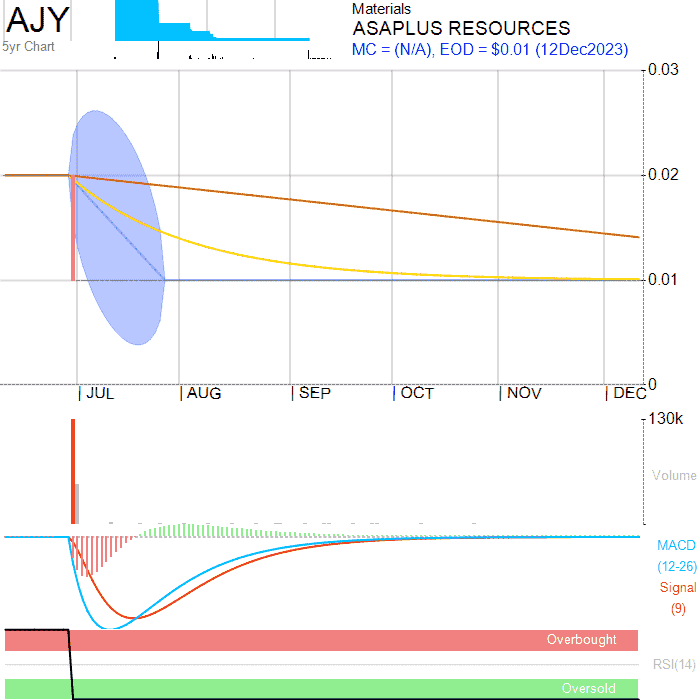 AJY
5yr Chart
Materials
ASAPLUS RESOURCES
MC = (N/A), EOD = $0.01 (12Dec2023)
0.03
0.02
0.01
0
JUL
AUG
SEP
OCT
NOV
DEC
130k
Volume
MACD
(12-26)
Signal
(9)
Overbought
RSI(14)
Oversold